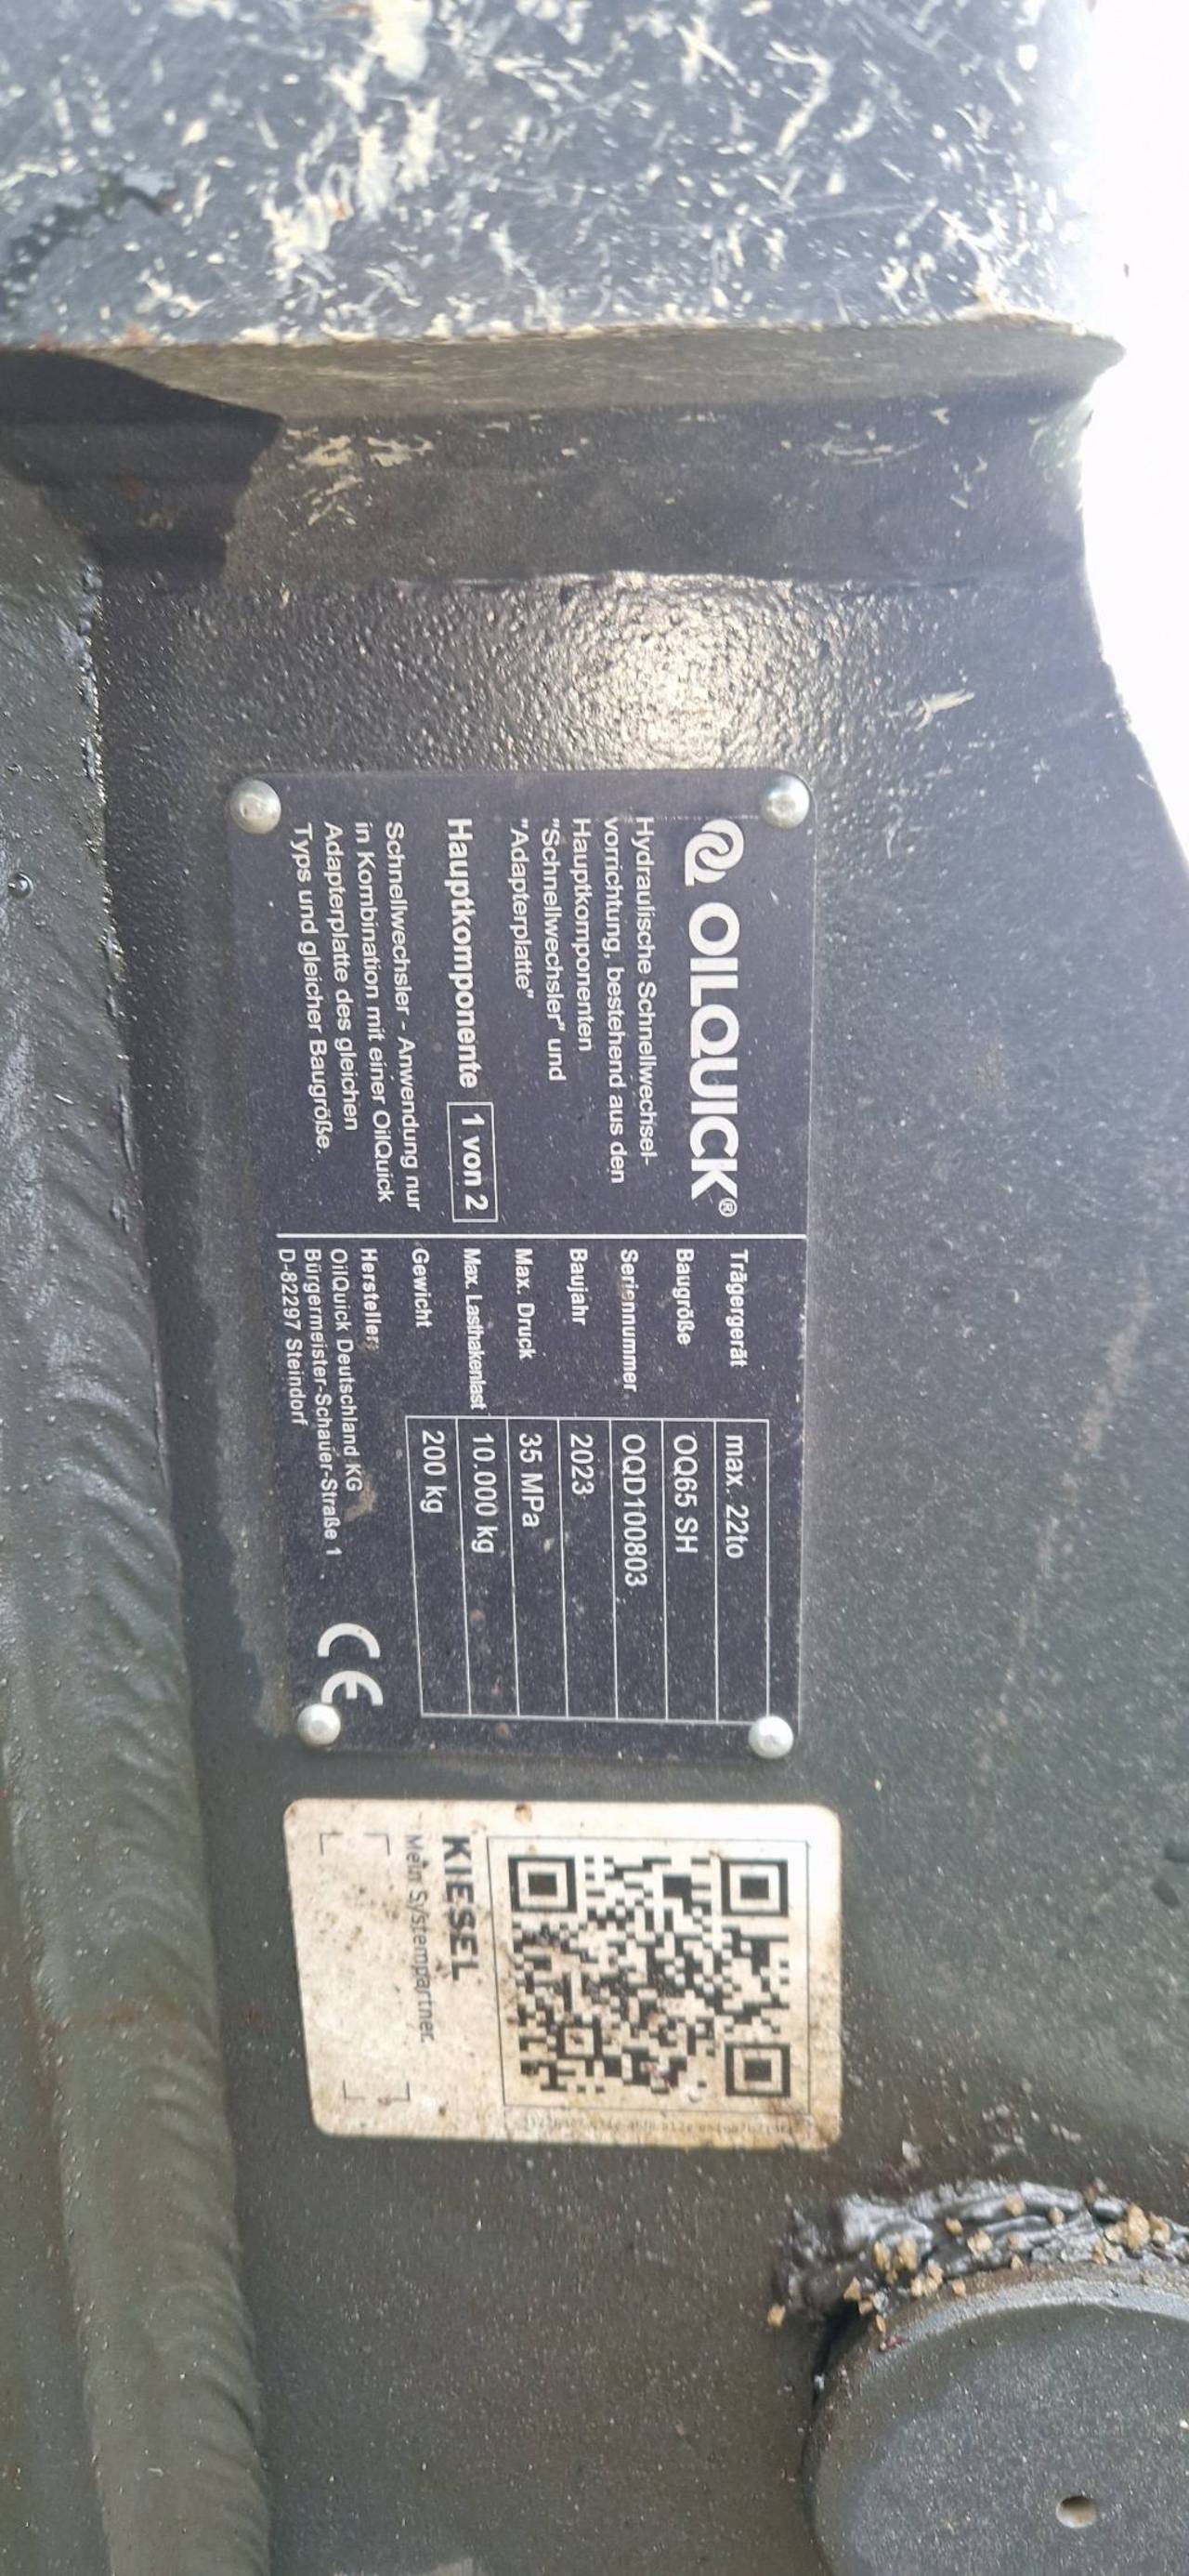 OILQUICK®
Hydraulische Schnellwechsel-
vorrichtung, bestehend aus den
Hauptkomponenten
"Schnellwechsler" und
"Adapterplatte"
Hauptkomponente 1 von 2
Schnellwechsler - Anwendung nur
in Kombination mit einer OilQuick
Adapterplatte des gleichen
Typs und gleicher Baugröße.
Trägergerät max. 22to
Baugröße OQ65 SH
Seriennummer OQD100803
Baujahr 2023
Max. Druck 35 MPa
Max. Lasthakenlast 10.000 kg
Gewicht 200 kg
Hersteller:
OilQuick Deutschland KG
Bürgermeister-Schauer-Straße 1
D-82297 Steindorf
CE
KIESEL
Mein Systempartner.